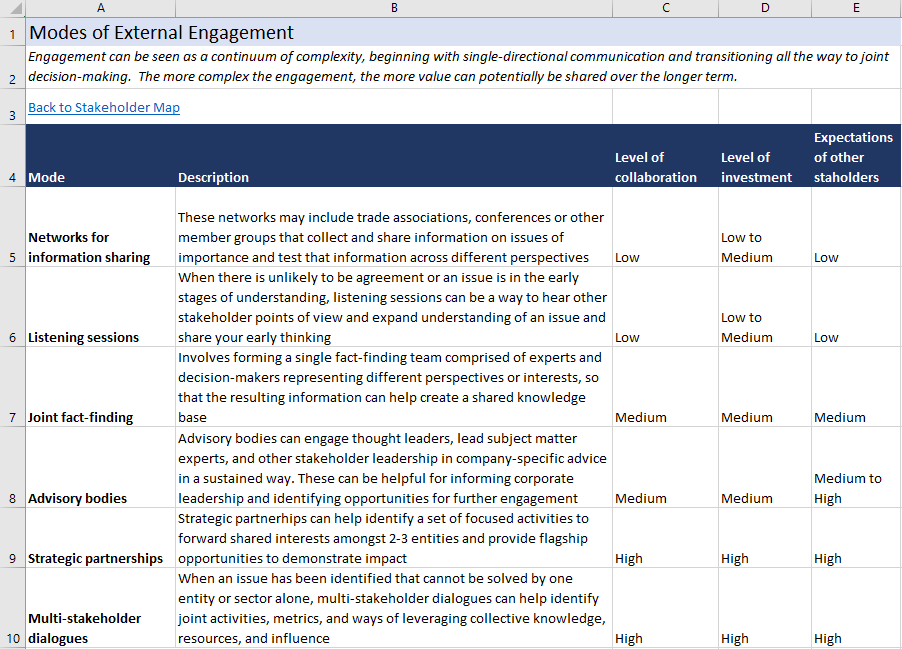 A B C D E
1 Modes of External Engagement
Engagement can be seen as a continuum of complexity, beginning with single-directional communication and transitioning all the way to joint
2 decision-making. The more complex the engagement, the more value can potentially be shared over the longer term.
3 Back to Stakeholder Map
Expectations
Level of Level of of other
4 Mode Description collaboration investment staholders
These networks may include trade associations, conferences or other
Networks for member groups that collect and share information on issues of Low to
5 information sharing importance and test that information across different perspectives Low Medium Low
When there is unlikely to be agreement or an issue is in the early
stages of understanding, listening sessions can be a way to hear other
stakeholder points of view and expand understanding of an issue and Low to
6 Listening sessions share your early thinking Low Medium Low
Involves forming a single fact-finding team comprised of experts and
decision-makers representing different perspectives or interests, so
that the resulting information can help create a shared knowledge
7 Joint fact-finding base Medium Medium Medium
Advisory bodies can engage thought leaders, lead subject matter
experts, and other stakeholder leadership in company-specific advice
in a sustained way. These can be helpful for informing corporate Medium to
8 Advisory bodies leadership and identifying opportunities for further engagement Medium Medium High
Strategic partnerhips can help identify a set of focused activities to
forward shared interests amongst 2-3 entities and provide flagship
9 Strategic partnerships opportunities to demonstrate impact High High High
When an issue has been identified that cannot be solved by one
entity or sector alone, multi-stakeholder dialogues can help identify
Multi-stakeholder joint activities, metrics, and ways of leveraging collective knowledge,
10 dialogues resources, and influence High High High